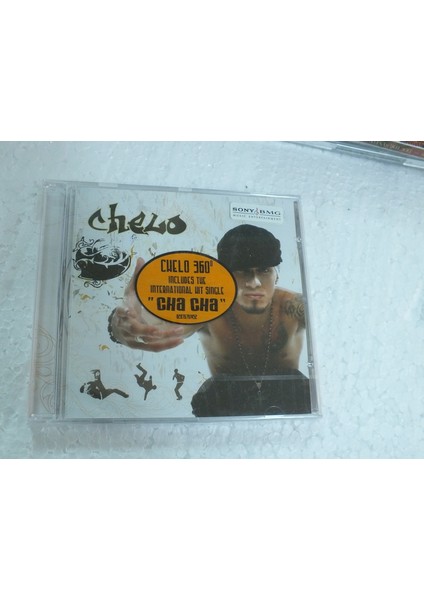 Chelo
SONY BMG
MUSIC ENTERTAINMENT
CHELO 360°
INCLUDES THE
INTERNATIONAL HIT SINGLE
"CHA CHA"